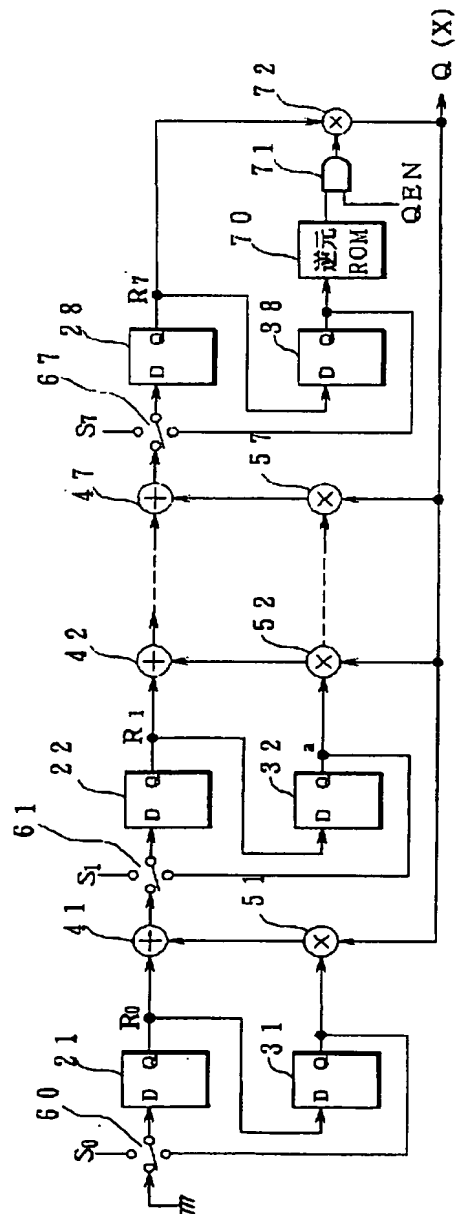 60
S₀
21
D Q
R₀
41
61
S₁
22
D Q
R₁
42
47
67
S₇
28
D Q
R₇
31
D Q
51
32
D Q
a
52
57
38
D Q
70
逆元
ROM
71
72
QEN
Q (X)